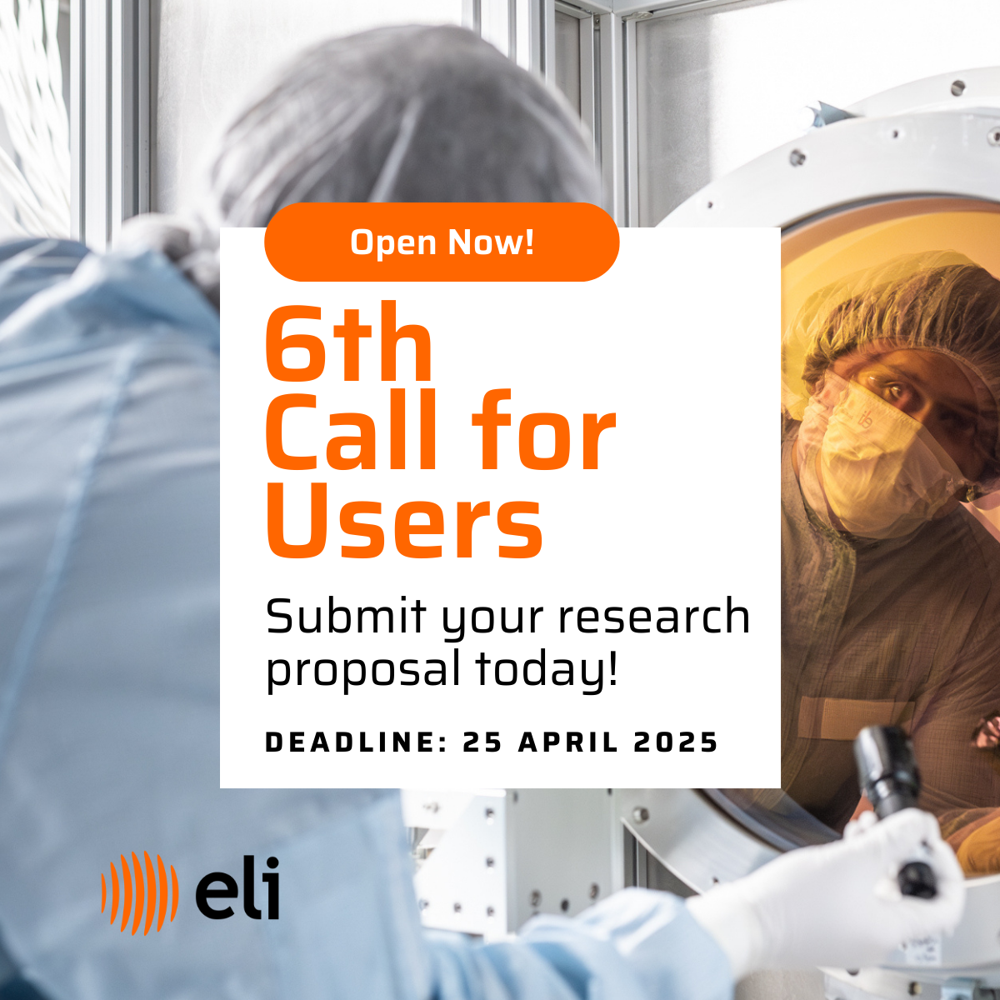 Open Now!
6th
Call for
Users
Submit your research
proposal today!
DEADLINE: 25 APRIL 2025
eli